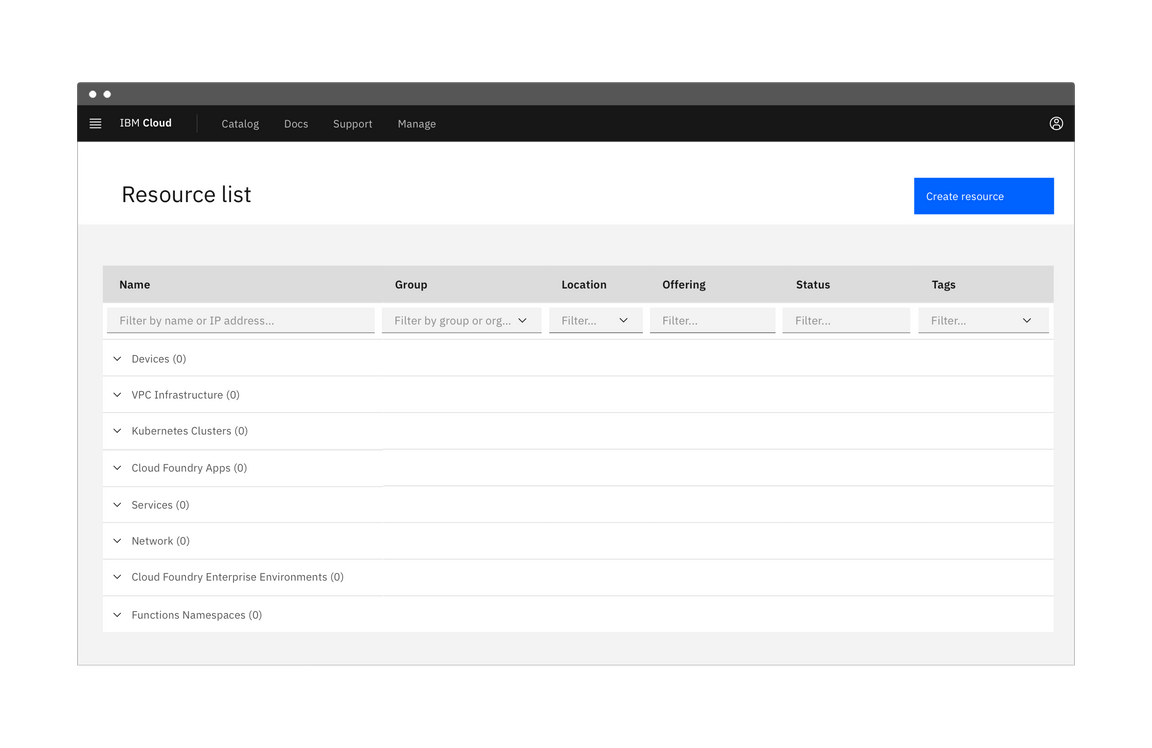 IBM Cloud Catalog Docs Support Manage
Resource list
Create resource
Name Group Location Offering Status Tags
Filter by name or IP address... Filter by group or org... Filter... Filter... Filter... Filter...
Devices (0)
VPC Infrastructure (0)
Kubernetes Clusters (0)
Cloud Foundry Apps (0)
Services (0)
Network (0)
Cloud Foundry Enterprise Environments (0)
Functions Namespaces (0)